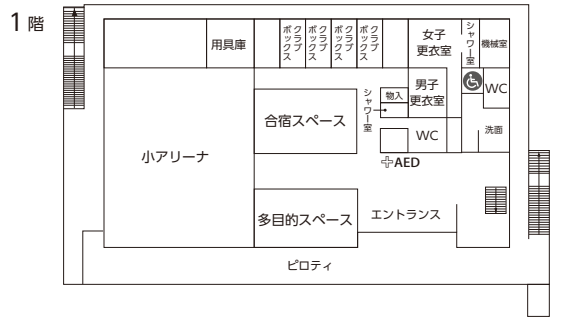 1階
用具庫
クラブ
ボックス
クラブ
ボックス
クラブ
ボックス
クラブ
ボックス
女子
更衣室
シャワー室
機械室
男子
更衣室
WC
物入
シャワー室
合宿スペース
WC
洗面
小アリーナ
AED
多目的スペース
エントランス
ピロティ